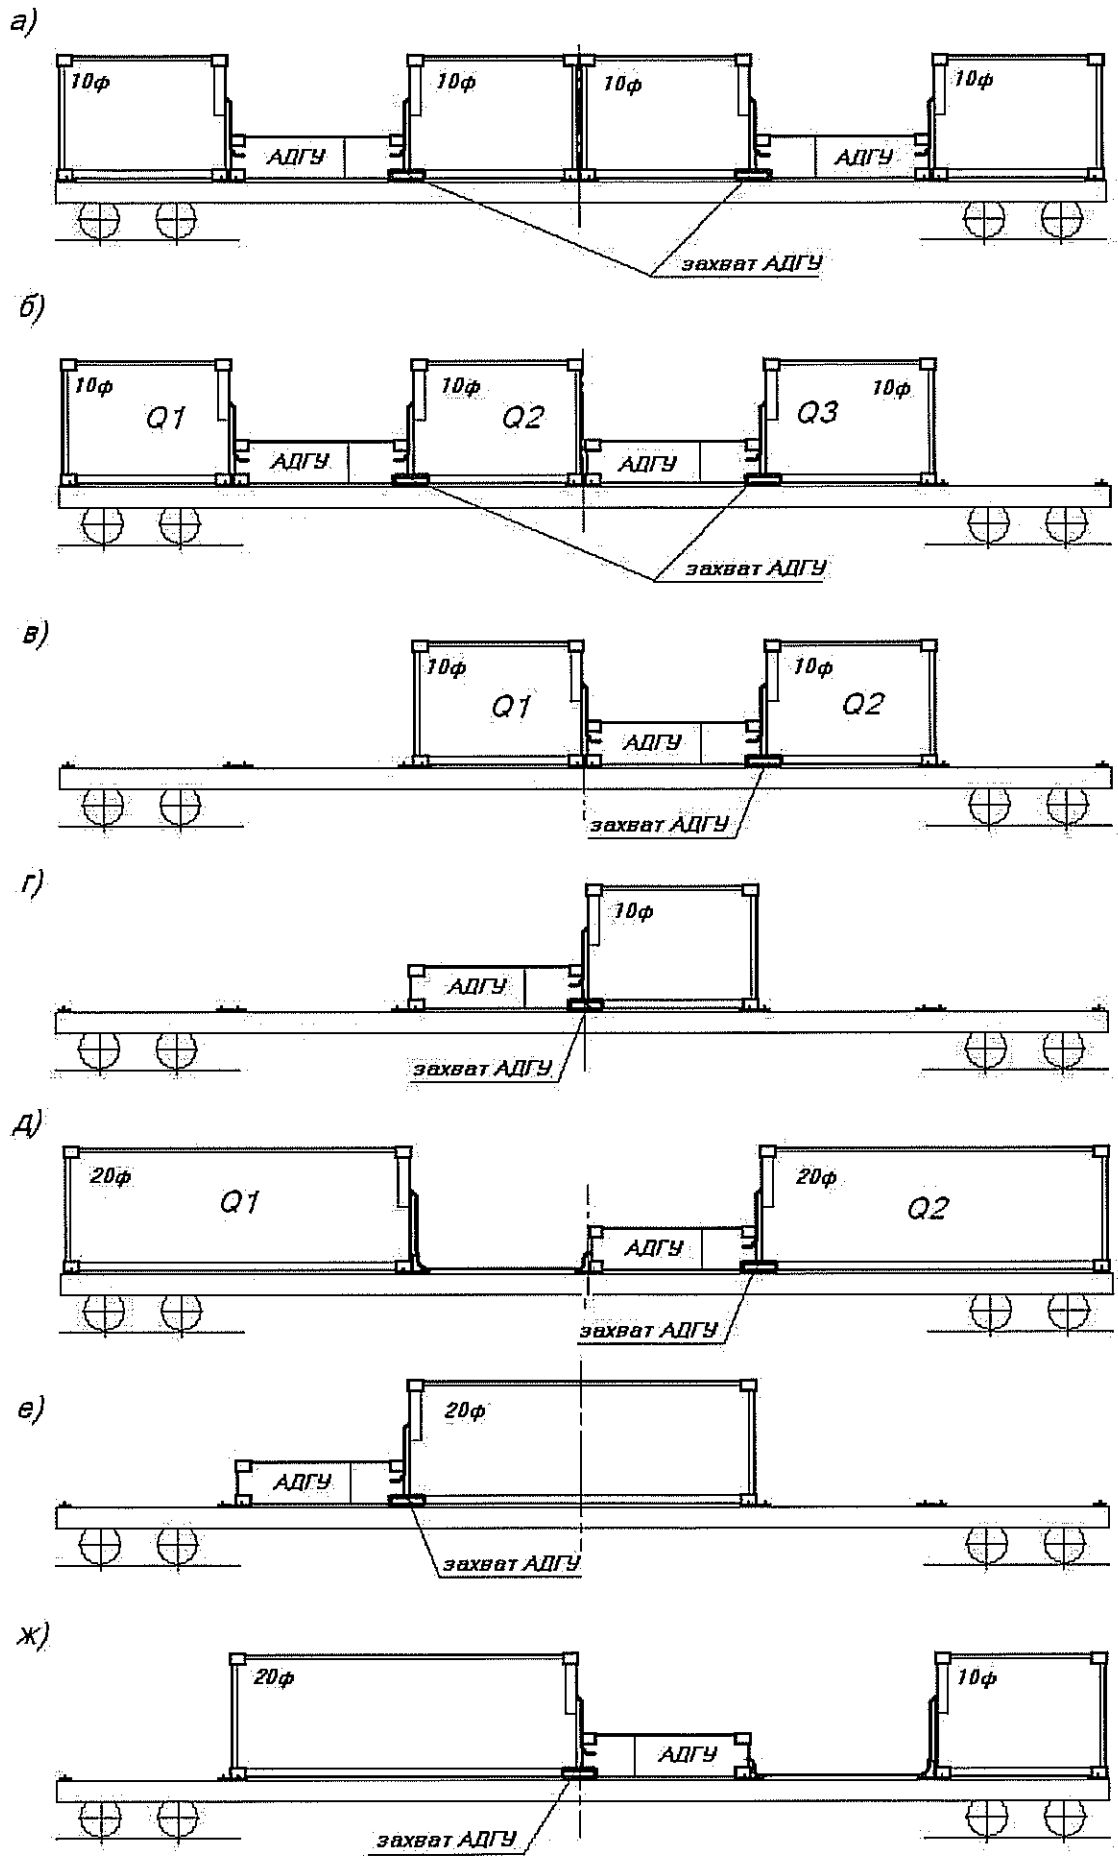 а)
10ф 10ф 10ф 10ф
АДГУ АДГУ
захват АДГУ
б)
10ф Q1 10ф Q2 Q3 10ф
АДГУ АДГУ
захват АДГУ
в)
10ф Q1 10ф Q2
АДГУ
захват АДГУ
г)
10ф
АДГУ
захват АДГУ
д)
20ф Q1 20ф Q2
АДГУ
захват АДГУ
е)
20ф
АДГУ
захват АДГУ
ж)
20ф 10ф
АДГУ
захват АДГУ